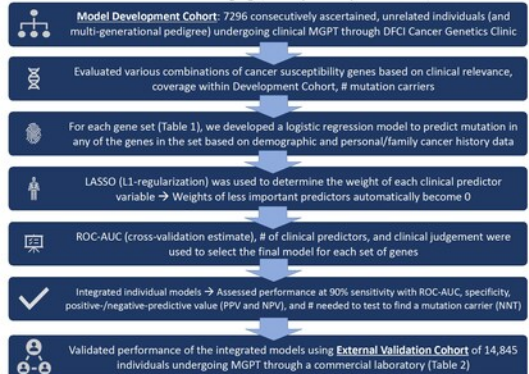 Model Development Cohort: 7296 consecutively ascertained, unrelated individuals (and
multi-generational pedigree) undergoing clinical MGPT through DFCI Cancer Genetics Clinic
Evaluated various combinations of cancer susceptibility genes based on clinical relevance,
coverage within Development Cohort, # mutation carriers
For each gene set (Table 1), we developed a logistic regression model to predict mutation in
any of the genes in the set based on demographic and personal/family cancer history data
LASSO (L1-regularization) was used to determine the weight of each clinical predictor
variable → Weights of less important predictors automatically become 0
ROC-AUC (cross-validation estimate), # of clinical predictors, and clinical judgement were
used to select the final model for each set of genes
Integrated individual models → Assessed performance at 90% sensitivity with ROC-AUC, specificity,
positive-/negative-predictive value (PPV and NPV), and # needed to test to find a mutation carrier (NNT)
Validated performance of the integrated models using External Validation Cohort of 14,845
individuals undergoing MGPT through a commercial laboratory (Table 2)